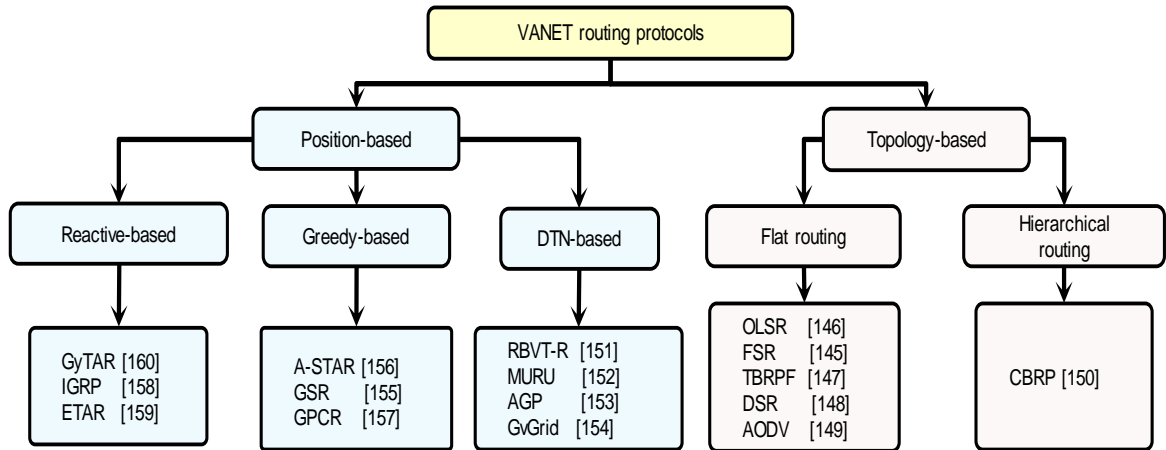 VANET routing protocols
Position-based
Topology-based
Reactive-based
Greedy-based
DTN-based
Flat routing
Hierarchical
routing
GyTAR [160]
IGRP [158]
ETAR [159]
A-STAR [156]
GSR [155]
GPCR [157]
RBVT-R [151]
MURU [152]
AGP [153]
GvGrid [154]
OLSR [146]
FSR [145]
TBRPF [147]
DSR [148]
AODV [149]
CBRP [150]